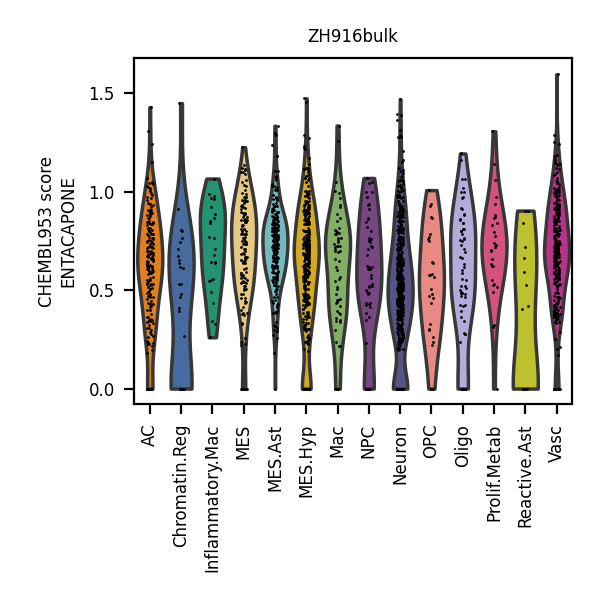 ZH916bulk
CHEMBL953 score
ENTACAPONE
1.5
1.0
0.5
0.0
AC
Chromatin.Reg
Inflammatory.Mac
MES
MES.Ast
MES.Hyp
Mac
NPC
Neuron
OPC
Oligo
Prolif.Metab
Reactive.Ast
Vasc